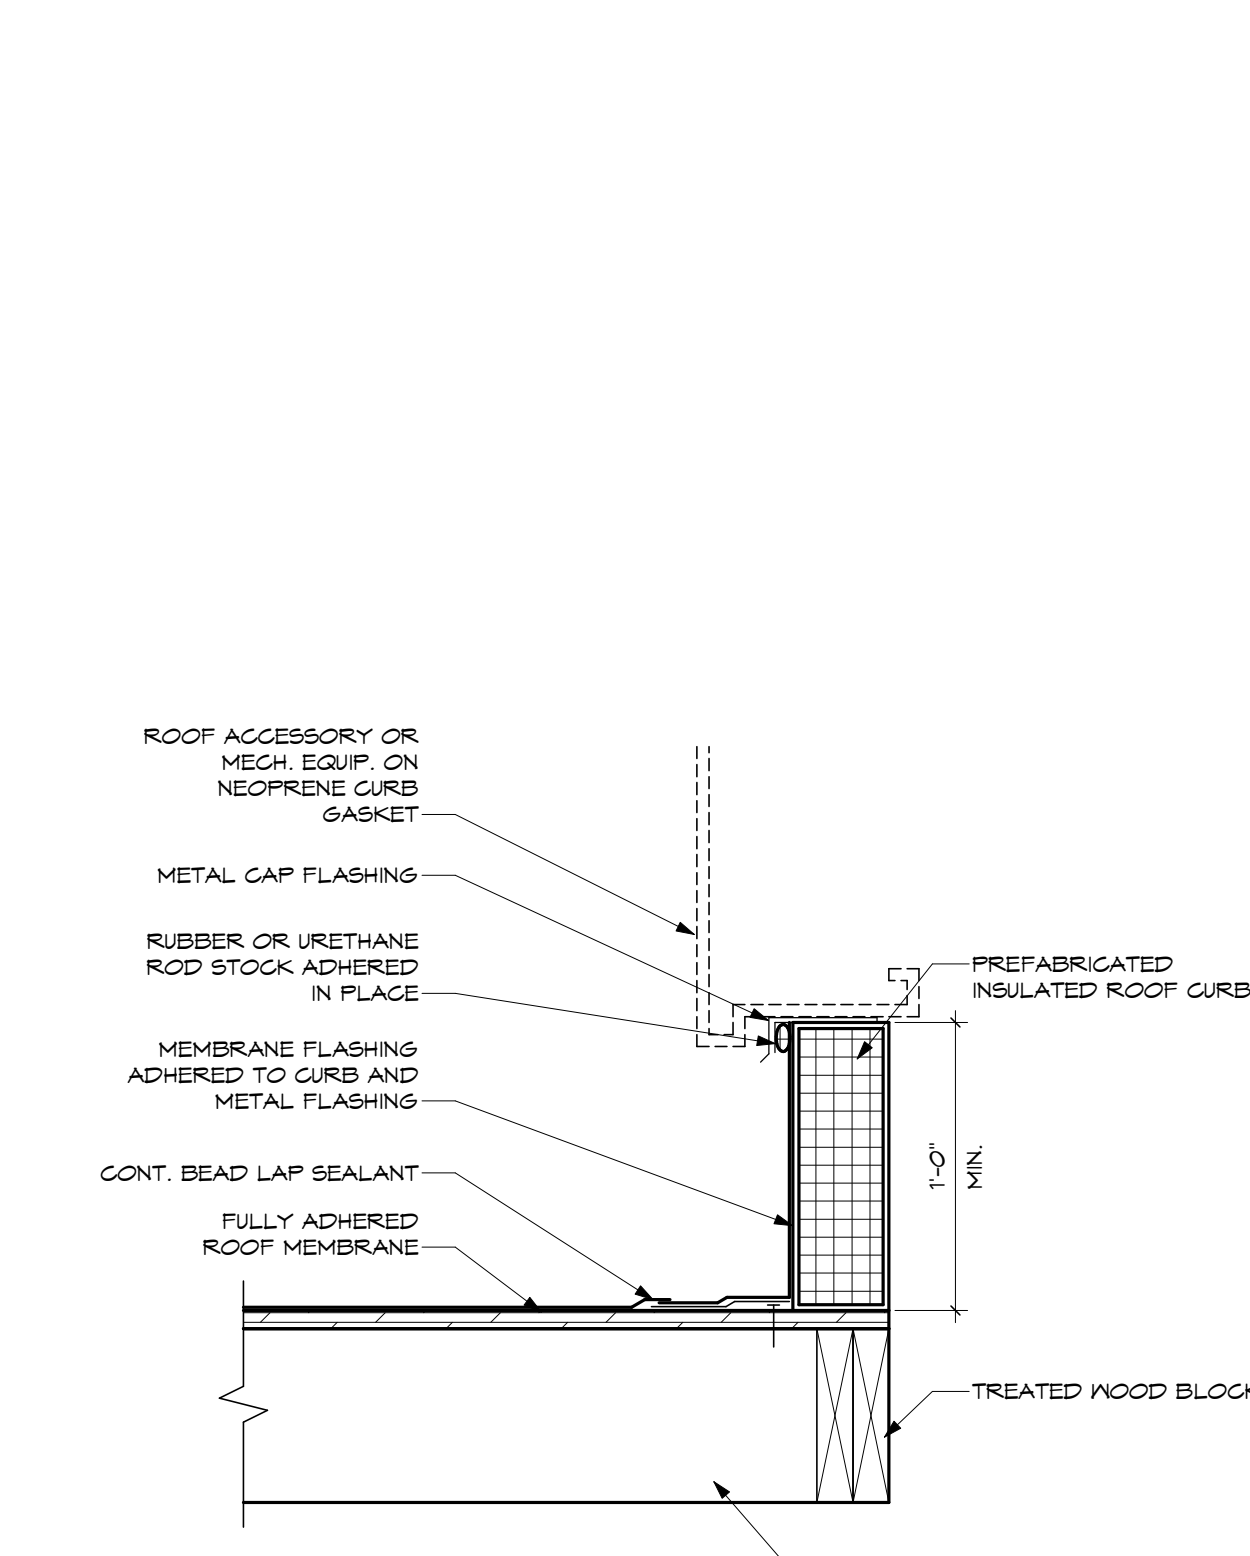 ROOF ACCESSORY OR
MECH. EQUIP. ON
NEOPRENE CURB
GASKET
METAL CAP FLASHING
RUBBER OR URETHANE
ROD STOCK ADHERED
IN PLACE
MEMBRANE FLASHING
ADHERED TO CURB AND
METAL FLASHING
CONT. BEAD LAP SEALANT
FULLY ADHERED
ROOF MEMBRANE
PREFABRICATED
INSULATED ROOF CURB
1'-0"
MIN.
TREATED WOOD